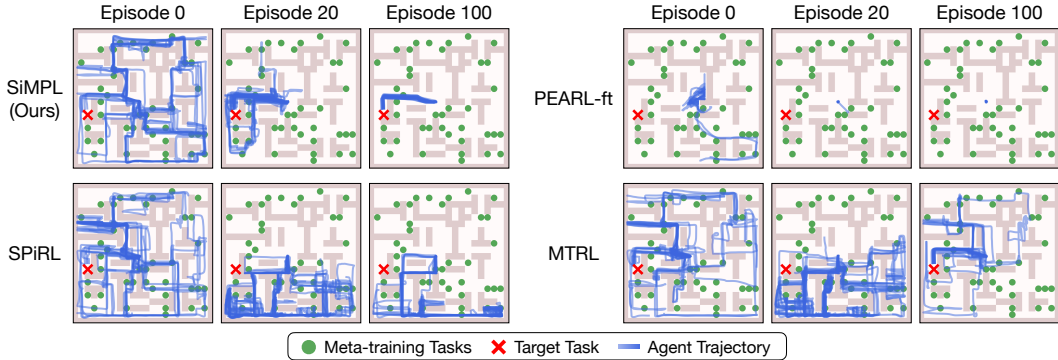 Episode 0 Episode 20 Episode 100 Episode 0 Episode 20 Episode 100
SiMPL
(Ours)
PEARL-ft
SPiRL
MTRL
Meta-training Tasks Target Task Agent Trajectory